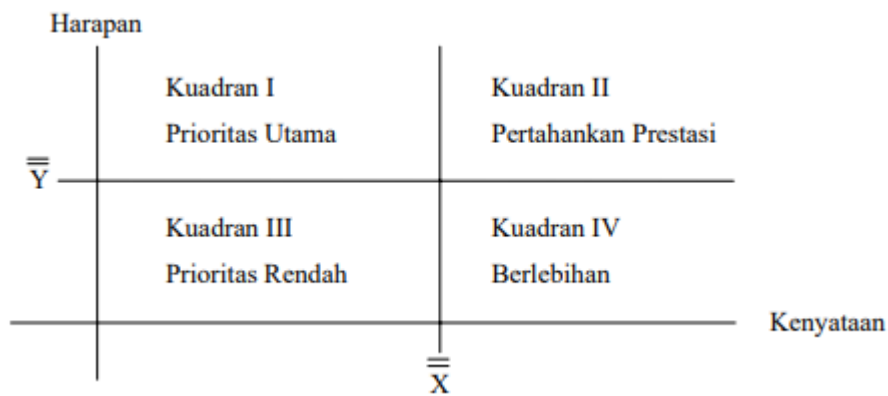 Harapan
Kuadran I
Prioritas Utama
Kuadran II
Pertahankan Prestasi
Y
Kuadran III
Prioritas Rendah
Kuadran IV
Berlebihan
Kenyataan
X